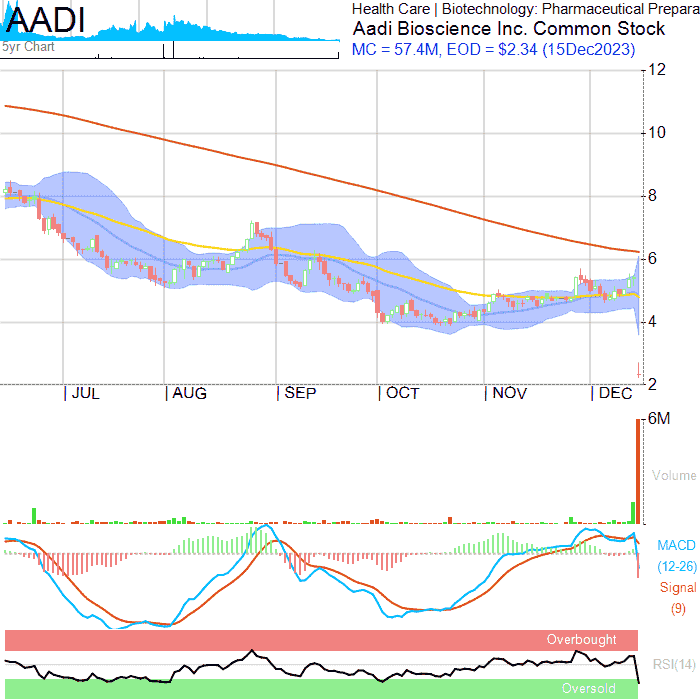 AADI
5yr Chart
Health Care | Biotechnology: Pharmaceutical Prepara
Aadi Bioscience Inc. Common Stock
MC = 57.4M, EOD = $2.34 (15Dec2023)
12
10
8
6
4
2
JUL AUG SEP OCT NOV DEC
6M
Volume
MACD
(12-26)
Signal
(9)
Overbought
RSI(14)
Oversold